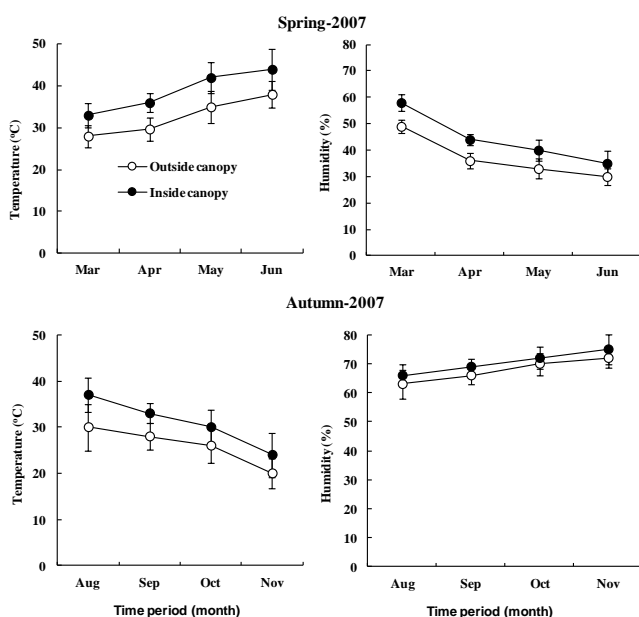 Spring-2007
50
40
30
20
10
0
Temperature (°C)
Outside canopy
Inside canopy
Mar Apr May Jun
80
70
60
50
40
30
20
10
0
Humidity (%)
Mar Apr May Jun
Autumn-2007
50
40
30
20
10
0
Temperature (°C)
Aug Sep Oct Nov
Time period (month)
80
70
60
50
40
30
20
10
0
Humidity (%)
Aug Sep Oct Nov
Time period (month)